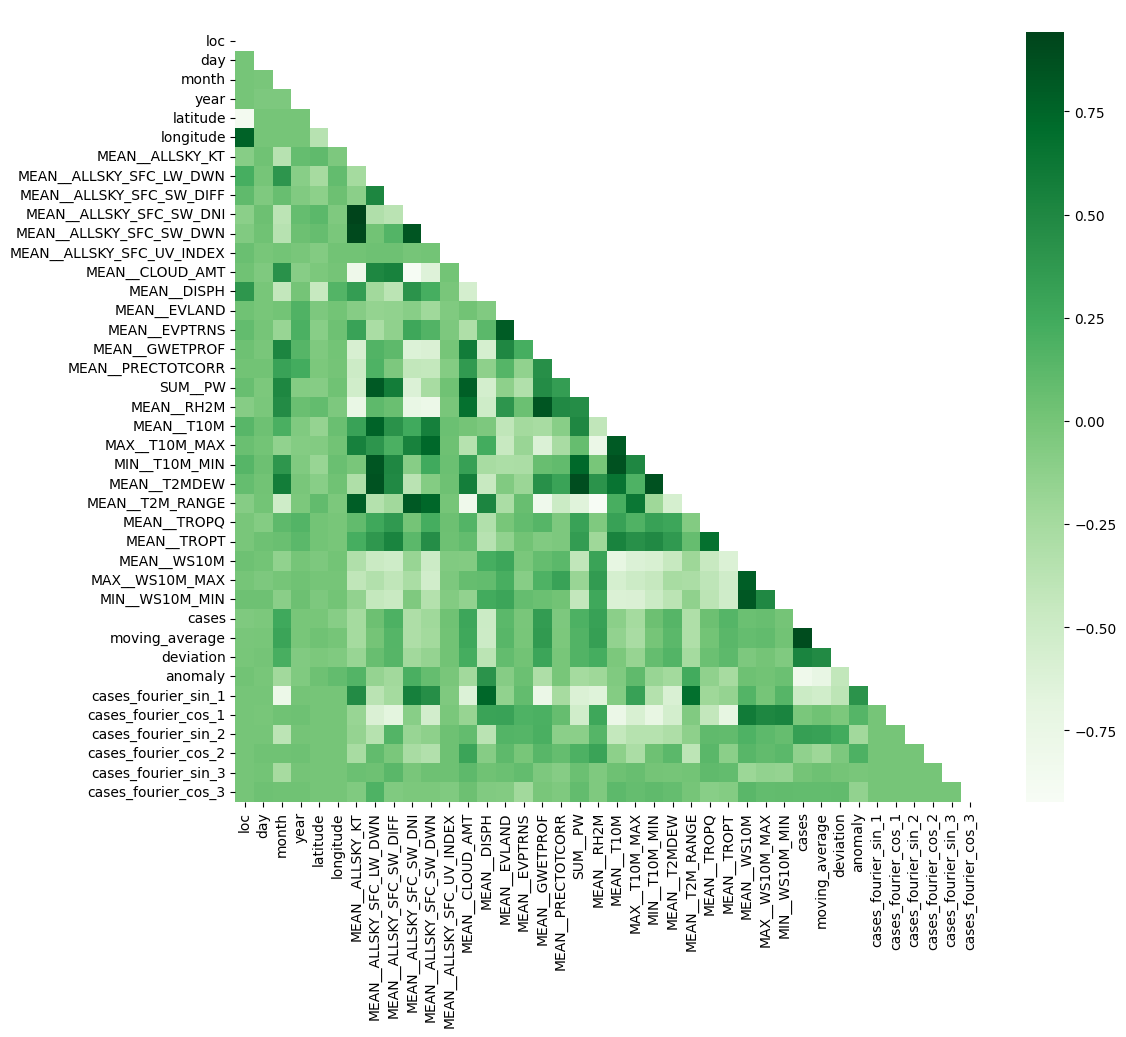 loc
day
month
year
latitude
longitude
MEAN__ALLSKY_KT
MEAN__ALLSKY_SFC_LW_DWN
MEAN__ALLSKY_SFC_SW_DIFF
MEAN__ALLSKY_SFC_SW_DNI
MEAN__ALLSKY_SFC_SW_DWN
MEAN__ALLSKY_SFC_UV_INDEX
MEAN__CLOUD_AMT
MEAN__DISPH
MEAN__EVLAND
MEAN__EVPTRNS
MEAN__GWETPROF
MEAN__PRECTOTCORR
SUM__PW
MEAN__RH2M
MEAN__T10M
MAX__T10M_MAX
MIN__T10M_MIN
MEAN__T2MDEW
MEAN__T2M_RANGE
MEAN__TROPQ
MEAN__TROPT
MEAN__WS10M
MAX__WS10M_MAX
MIN__WS10M_MIN
cases
moving_average
deviation
anomaly
cases_fourier_sin_1
cases_fourier_cos_1
cases_fourier_sin_2
cases_fourier_cos_2
cases_fourier_sin_3
cases_fourier_cos_3
loc
day
month
year
latitude
longitude
MEAN__ALLSKY_KT
MEAN__ALLSKY_SFC_LW_DWN
MEAN__ALLSKY_SFC_SW_DIFF
MEAN__ALLSKY_SFC_SW_DNI
MEAN__ALLSKY_SFC_SW_DWN
MEAN__ALLSKY_SFC_UV_INDEX
MEAN__CLOUD_AMT
MEAN__DISPH
MEAN__EVLAND
MEAN__EVPTRNS
MEAN__GWETPROF
MEAN__PRECTOTCORR
SUM__PW
MEAN__RH2M
MEAN__T10M
MAX__T10M_MAX
MIN__T10M_MIN
MEAN__T2MDEW
MEAN__T2M_RANGE
MEAN__TROPQ
MEAN__TROPT
MEAN__WS10M
MAX__WS10M_MAX
MIN__WS10M_MIN
cases
moving_average
deviation
anomaly
cases_fourier_sin_1
cases_fourier_cos_1
cases_fourier_sin_2
cases_fourier_cos_2
cases_fourier_sin_3
cases_fourier_cos_3
0.75
0.50
0.25
0.00
−0.25
−0.50
−0.75